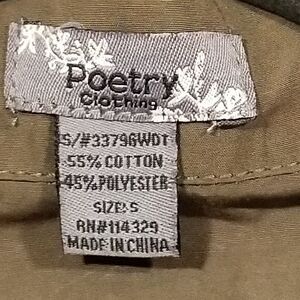 Poetry
Clothing
S/#33796WDT
55% COTTON
45%POLYESTER
SIZE:S
RN#114329
MADE IN CHINA